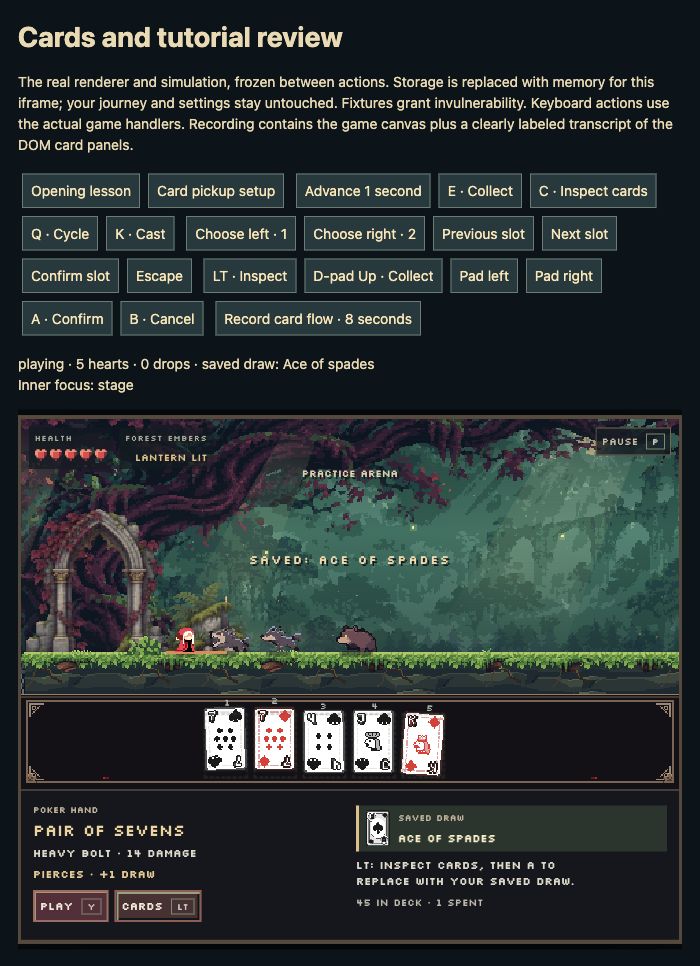 Cards and tutorial review
The real renderer and simulation, frozen between actions. Storage is replaced with memory for this
iframe; your journey and settings stay untouched. Fixtures grant invulnerability. Keyboard actions use
the actual game handlers. Recording contains the game canvas plus a clearly labeled transcript of the
DOM card panels.
Opening lesson Card pickup setup Advance 1 second E · Collect C · Inspect cards
Q · Cycle K · Cast Choose left · 1 Choose right · 2 Previous slot Next slot
Confirm slot Escape LT · Inspect D-pad Up · Collect Pad left Pad right
A · Confirm B · Cancel Record card flow · 8 seconds
playing · 5 hearts · 0 drops · saved draw: Ace of spades
Inner focus: stage
HEALTH FOREST EMBERS
LANTERN LIT
PAUSE P
PRACTICE ARENA
SAVED: ACE OF SPADES
1 2 3 4 5
7 7 4 J K
POKER HAND
PAIR OF SEVENS
HEAVY BOLT · 14 DAMAGE
PIERCES · +1 DRAW
PLAY Y CARDS LT
SAVED DRAW
ACE OF SPADES
LT: INSPECT CARDS, THEN A TO
REPLACE WITH YOUR SAVED DRAW.
45 IN DECK · 1 SPENT